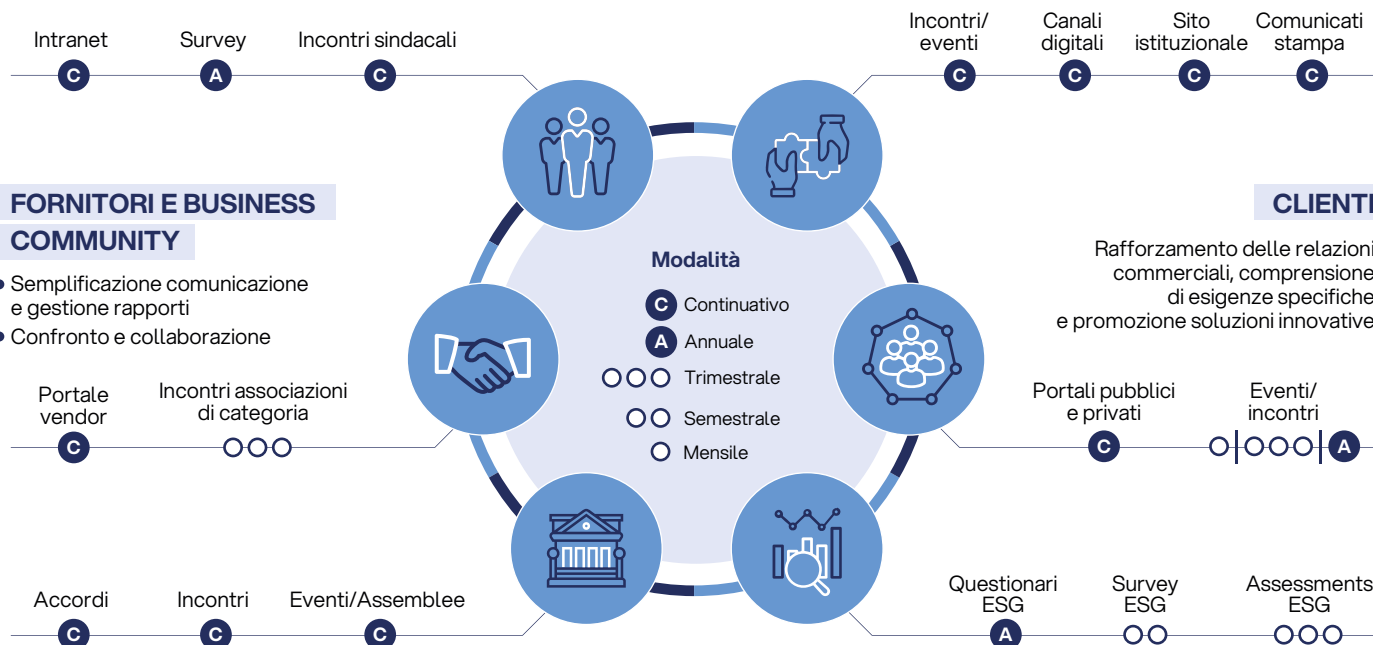 Intranet
C
Survey
A
Incontri sindacali
C
Incontri/
eventi
C
Canali
digitali
C
Sito
istituzionale
C
Comunicati
stampa
C
FORNITORI E BUSINESS
COMMUNITY
• Semplificazione comunicazione
e gestione rapporti
• Confronto e collaborazione
Portale
vendor
C
Incontri associazioni
di categoria
Modalità
C Continuativo
A Annuale
Trimestrale
Semestrale
Mensile
CLIENTI
Rafforzamento delle relazioni
commerciali, comprensione
di esigenze specifiche
e promozione soluzioni innovative
Portali pubblici
e privati
C
Eventi/
incontri
A
Accordi
C
Incontri
C
Eventi/Assemblee
C
Questionari
ESG
A
Survey
ESG
Assessments
ESG